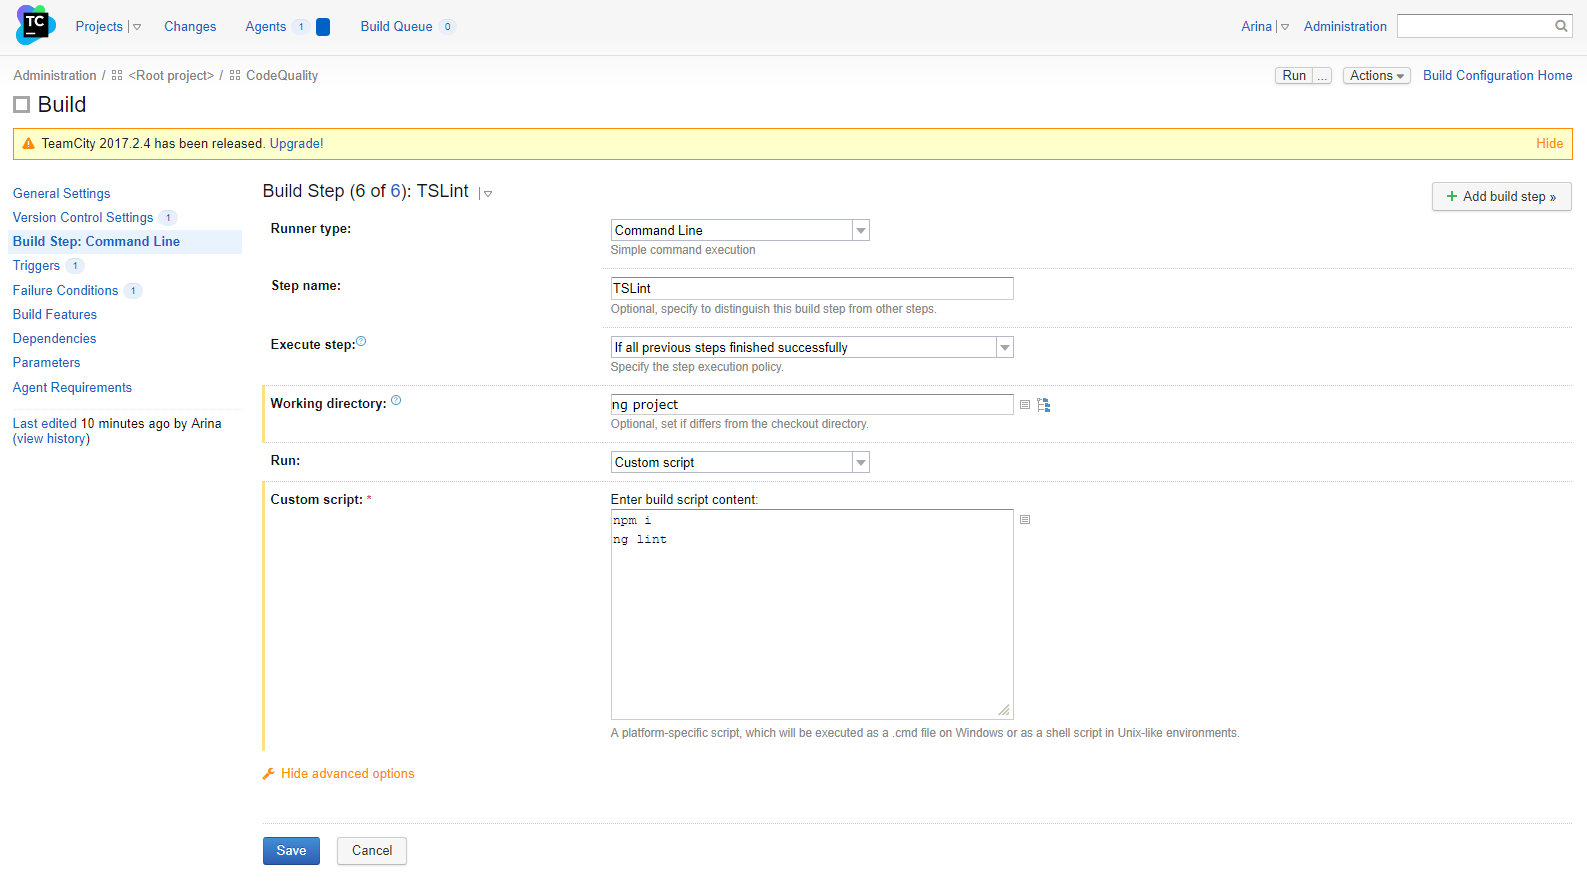 TC
Projects
Changes
Agents 1
Build Queue 0
Arina
Administration
Administration / <Root project> / CodeQuality
Run ...
Actions
Build Configuration Home
Build
TeamCity 2017.2.4 has been released. Upgrade!
Hide
General Settings
Version Control Settings 1
Build Step: Command Line
Triggers 1
Failure Conditions 1
Build Features
Dependencies
Parameters
Agent Requirements
Last edited 10 minutes ago by Arina
(view history)
Build Step (6 of 6): TSLint
+ Add build step »
Runner type:
Command Line
Simple command execution
Step name:
TSLint
Optional, specify to distinguish this build step from other steps.
Execute step: ?
If all previous steps finished successfully
Specify the step execution policy.
Working directory: ?
ng project
Optional, set if differs from the checkout directory.
Run:
Custom script
Custom script: *
Enter build script content:
npm i
ng lint
A platform-specific script, which will be executed as a .cmd file on Windows or as a shell script in Unix-like environments.
Hide advanced options
Save
Cancel